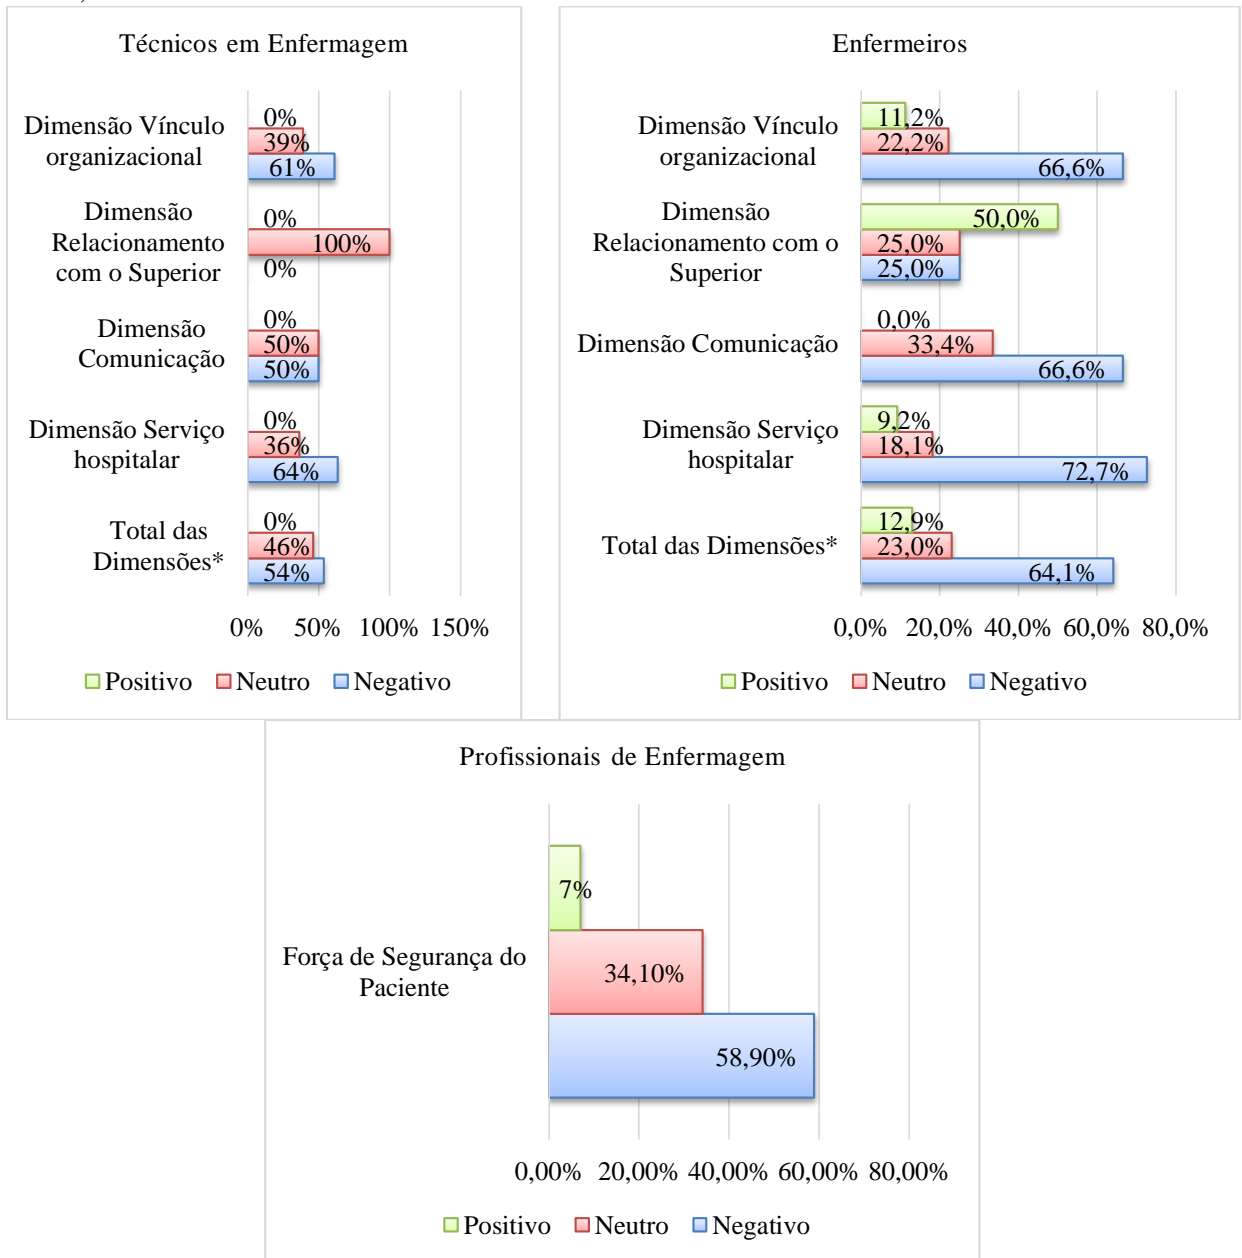 Técnicos em Enfermagem
Dimensão Vínculo
organizacional
0%
39%
61%
Dimensão
Relacionamento
com o Superior
0%
100%
0%
Dimensão
Comunicação
0%
50%
50%
Dimensão Serviço
hospitalar
0%
36%
64%
Total das
Dimensões*
0%
46%
54%
0% 50% 100% 150%
Positivo Neutro Negativo
Enfermeiros
Dimensão Vínculo
organizacional
11,2%
22,2%
66,6%
Dimensão
Relacionamento com o
Superior
50,0%
25,0%
25,0%
Dimensão Comunicação
0,0%
33,4%
66,6%
Dimensão Serviço
hospitalar
9,2%
18,1%
72,7%
Total das Dimensões*
12,9%
23,0%
64,1%
0,0% 20,0% 40,0% 60,0% 80,0%
Positivo Neutro Negativo
Profissionais de Enfermagem
Força de Segurança do
Paciente
7%
34,10%
58,90%
0,00% 20,00% 40,00% 60,00% 80,00%
Positivo Neutro Negativo